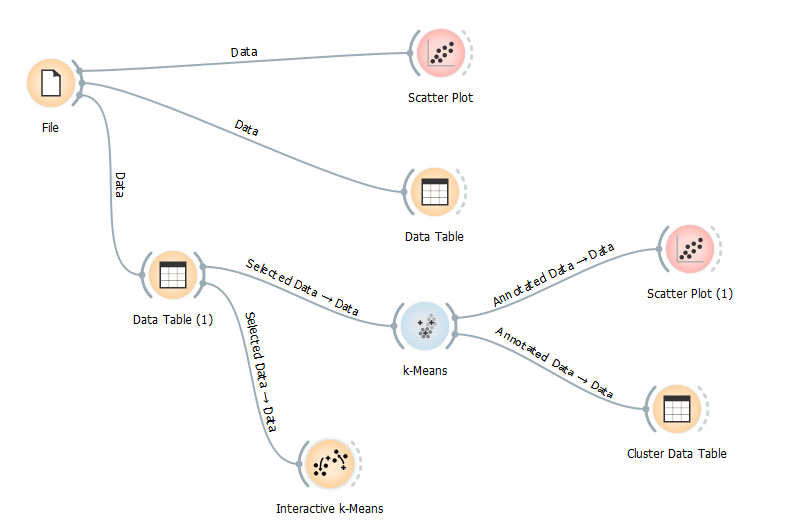 Data
Scatter Plot
File
Data
Data
Data Table
Data Table (1)
Selected Data → Data
Annotated Data → Data
Scatter Plot (1)
Selected Data → Data
k-Means
Annotated Data → Data
Cluster Data Table
Interactive k-Means